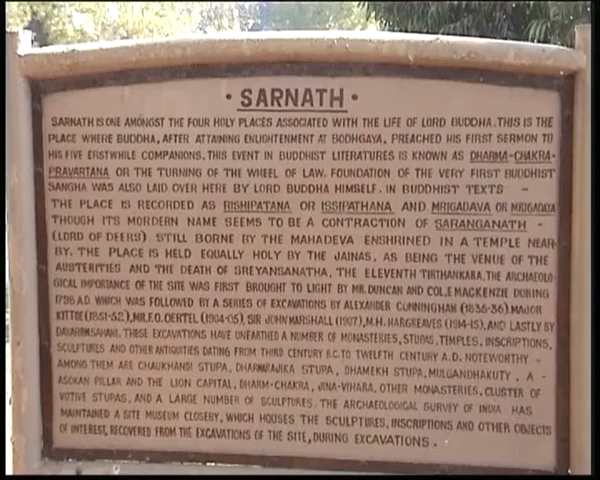 · SARNATH ·
SARNATH IS ONE AMONGST THE FOUR HOLY PLACES ASSOCIATED WITH THE LIFE OF LORD BUDDHA. THIS IS THE
PLACE WHERE BUDDHA, AFTER ATTAINING ENLIGHTENMENT AT BODHGAYA, PREACHED HIS FIRST SERMON TO
HIS FIVE ERSTWHILE COMPANIONS. THIS EVENT IN BUDDHIST LITERATURES IS KNOWN AS DHARMA-CHAKRA-
PRAVARTANA OR THE TURNING OF THE WHEEL OF LAW. FOUNDATION OF THE VERY FIRST BUDDHIST
SANGHA WAS ALSO LAID OVER HERE BY LORD BUDDHA HIMSELF. IN BUDDHIST TEXTS -
THE PLACE IS RECORDED AS RISHIPATANA OR ISSIPATHANA AND MRIGADAVA OR MRIGADAYA
THOUGH ITS MORDERN NAME SEEMS TO BE A CONTRACTION OF SARANGANATH -
(LORD OF DEERS) STILL BORNE BY THE MAHADEVA ENSHRINED IN A TEMPLE NEAR-
BY. THE PLACE IS HELD EQUALLY HOLY BY THE JAINAS, AS BEING THE VENUE OF THE
AUSTERITIES AND THE DEATH OF SREYANSANATHA, THE ELEVENTH TIRTHANKARA. THE ARCHAEOLO-
GICAL IMPORTANCE OF THE SITE WAS FIRST BROUGHT TO LIGHT BY MR. DUNCAN AND COL. E MACKENZIE DURING
1798 A.D. WHICH WAS FOLLOWED BY A SERIES OF EXCAVATIONS BY ALEXANDER CUNNINGHAM (1835-36) MAJOR
KITTOE (1851-52), MR. F.O. OERTEL (1904-05), SIR JOHN MARSHALL (1907), M.H. HARGREAVES (1914-15), AND LASTLY BY
DAYARAM SAHANI. THESE EXCAVATIONS HAVE UNEARTHED A NUMBER OF MONASTERIES, STUPAS, TEMPLES, INSCRIPTIONS,
SCULPTURES AND OTHER ANTIQUITIES DATING FROM THIRD CENTURY B.C. TO TWELFTH CENTURY A.D. NOTEWORTHY -
AMONG THEM ARE CHAUKHANDI STUPA, DHARMARAJIKA STUPA, DHAMEKH STUPA, MULGANDHAKUTY, A -
ASOKAN PILLAR AND THE LION CAPITAL, DHARM-CHAKRA, JINA-VIHARA, OTHER MONASTERIES, CLUSTER OF
VOTIVE STUPAS, AND A LARGE NUMBER OF SCULPTURES. THE ARCHAEOLOGICAL SURVEY OF INDIA HAS
MAINTAINED A SITE MUSEUM CLOSEBY, WHICH HOUSES THE SCULPTURES, INSCRIPTIONS AND OTHER OBJECTS
OF INTEREST, RECOVERED FROM THE EXCAVATIONS OF THE SITE, DURING EXCAVATIONS.